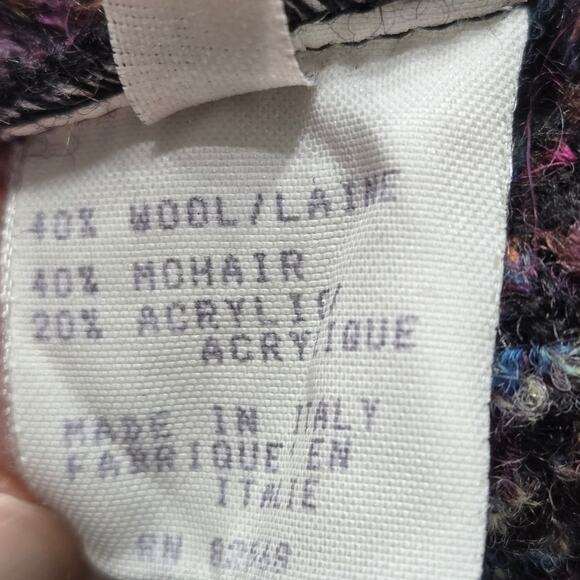 40% WOOL/LAINE
40% MOHAIR
20% ACRYLIC
ACRYLIQUE
MADE IN ITALY
FABRIQUE EN
ITALIE
RN